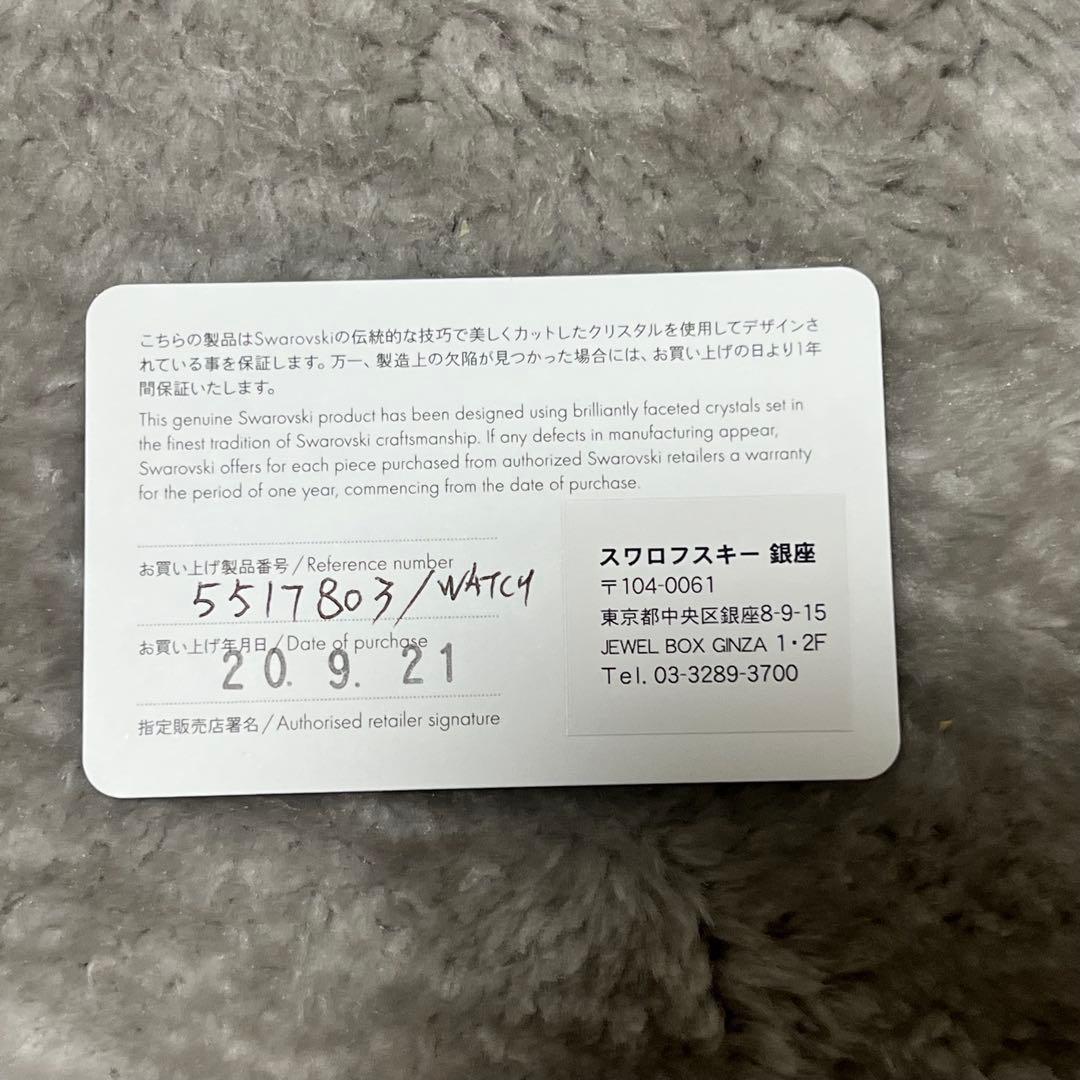 こちらの製品はSwarovskiの伝統的な技巧で美しくカットしたクリスタルを使用してデザインさ
れている事を保証します。万一、製造上の欠陥が見つかった場合には、お買い上げの日より1年
間保証いたします。
This genuine Swarovski product has been designed using brilliantly faceted crystals set in
the finest tradition of Swarovski craftsmanship. If any defects in manufacturing appear,
Swarovski offers for each piece purchased from authorized Swarovski retailers a warranty
for the period of one year, commencing from the date of purchase.
お買い上げ製品番号/Reference number
5517803/WATCH
お買い上げ年月日/Date of purchase
20. 9. 21
指定販売店署名/Authorised retailer signature
スワロフスキー 銀座
〒104-0061
東京都中央区銀座8-9-15
JEWEL BOX GINZA 1・2F
Tel. 03-3289-3700